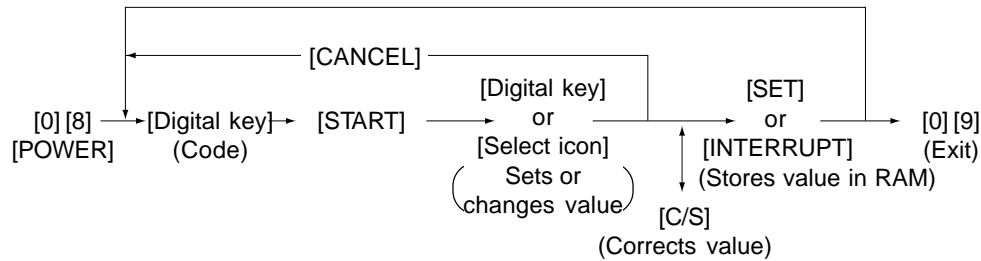 [CANCEL]
[0] [8]
[POWER]
[Digital key]
(Code)
[START]
[Digital key]
or
[Select icon]
(Sets or
changes value)
[SET]
or
[INTERRUPT]
(Stores value in RAM)
[C/S]
(Corrects value)
[0] [9]
(Exit)